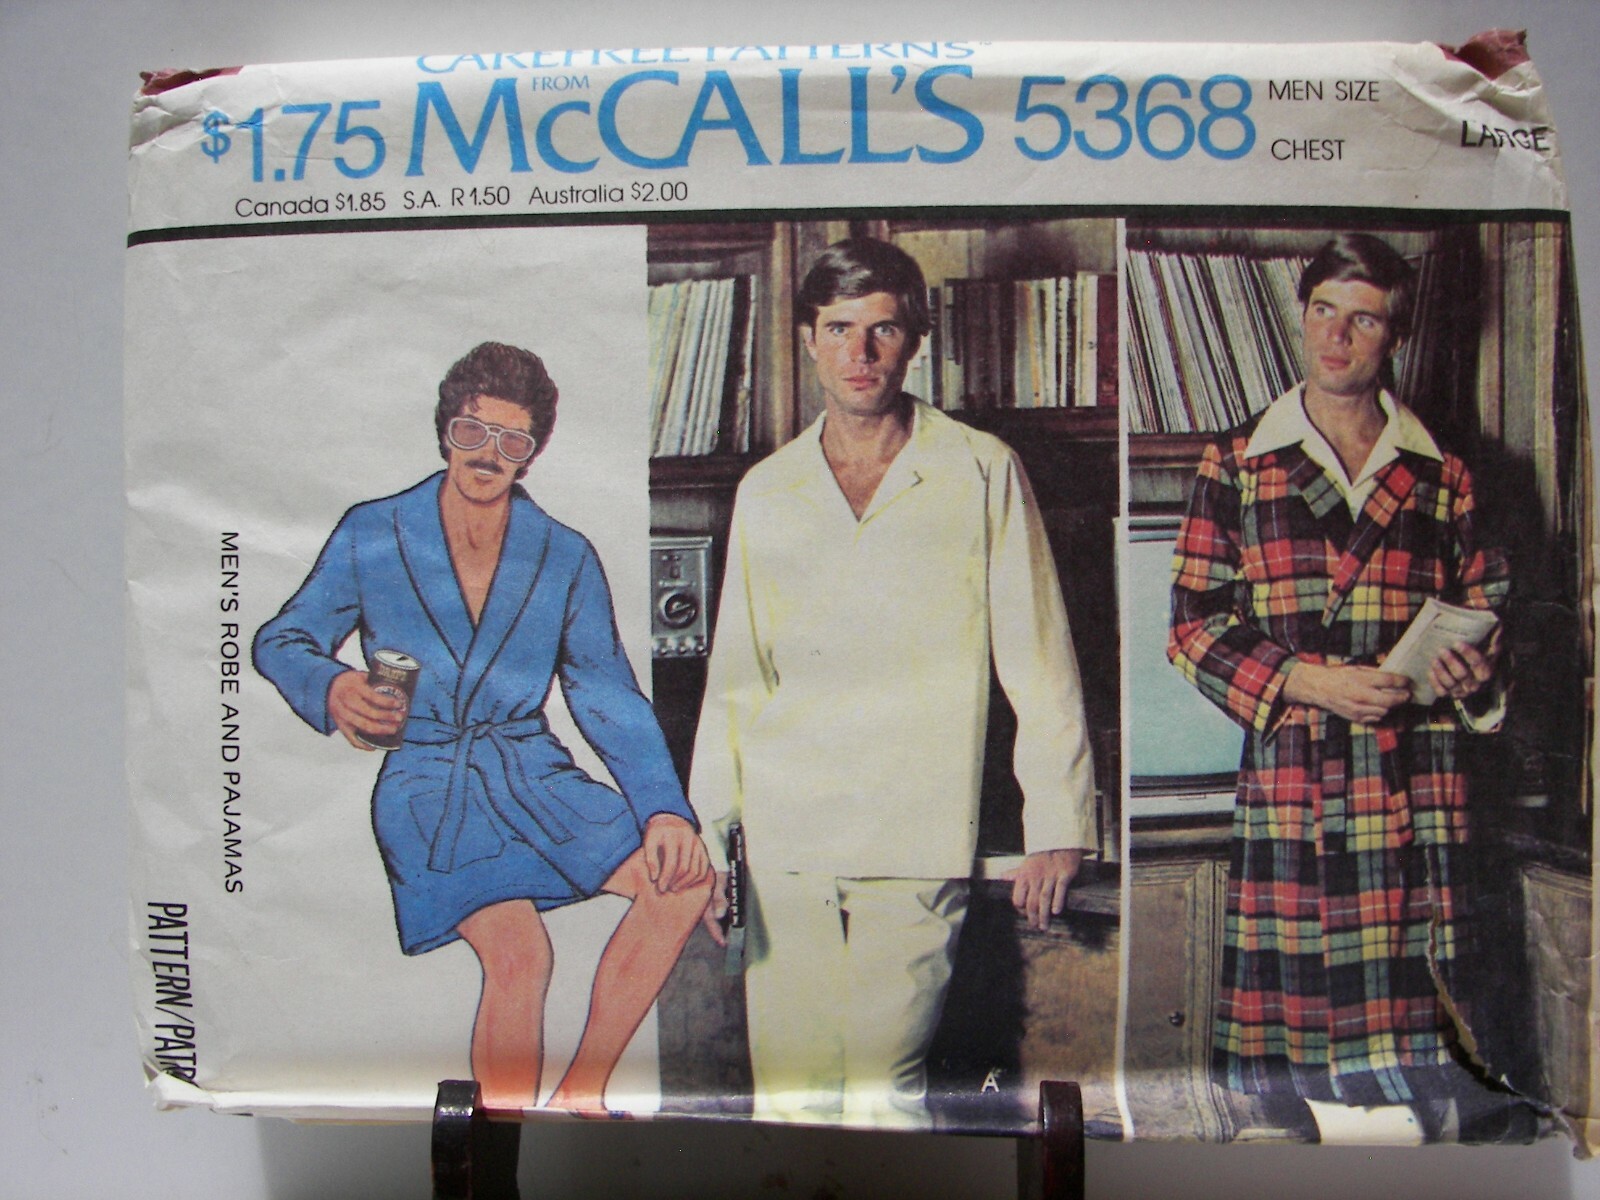 CAREFREE PATTERNS
FROM
$1.75 McCALL'S 5368
MEN SIZE LARGE
CHEST
Canada $1.85 S.A. R1.50 Australia $2.00
MEN'S ROBE AND PAJAMAS
PATTERN/PATR
A
A